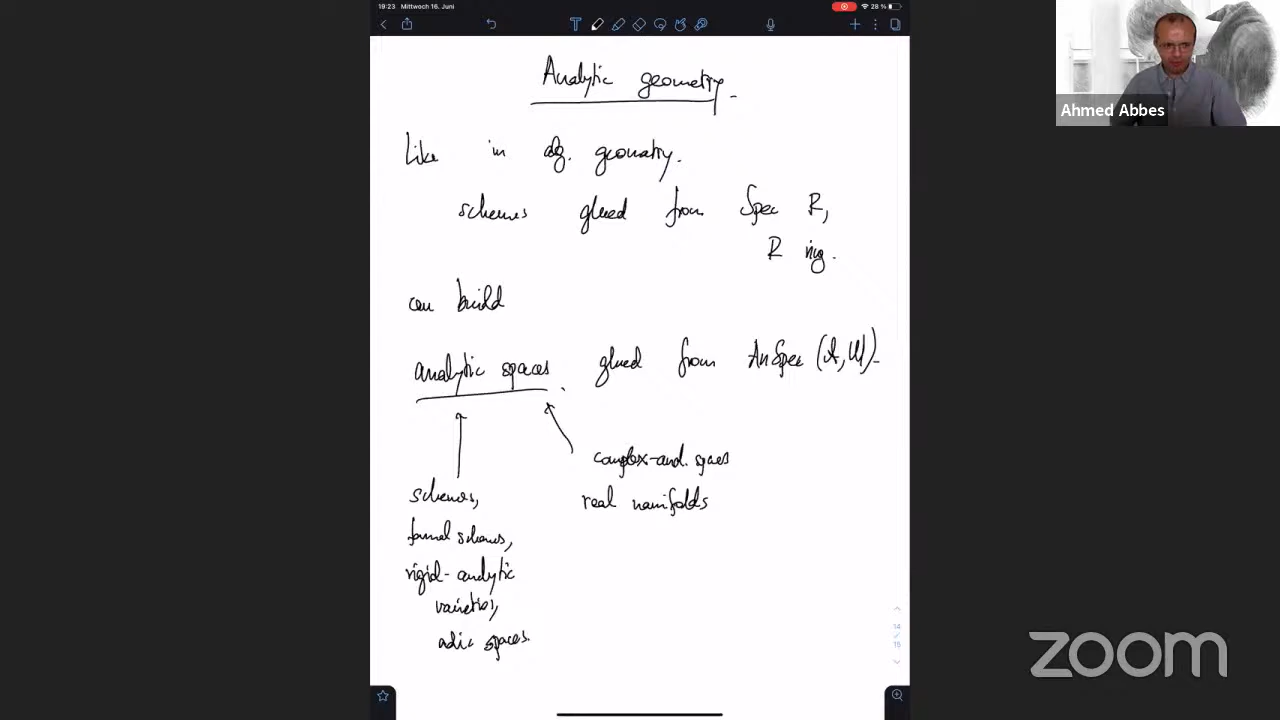 19:23 Mittwoch 16. Juni
28 %
Ahmed Abbes
Analytic geometry.
Like in alg. geometry.
schemes glued from Spec R,
R ring.
can build
analytic spaces. glued from AnSpec (A, M).
complex-anal. spaces
real manifolds
schemes,
formal schemes,
rigid-analytic
varieties,
adic spaces.
14
15
zoom